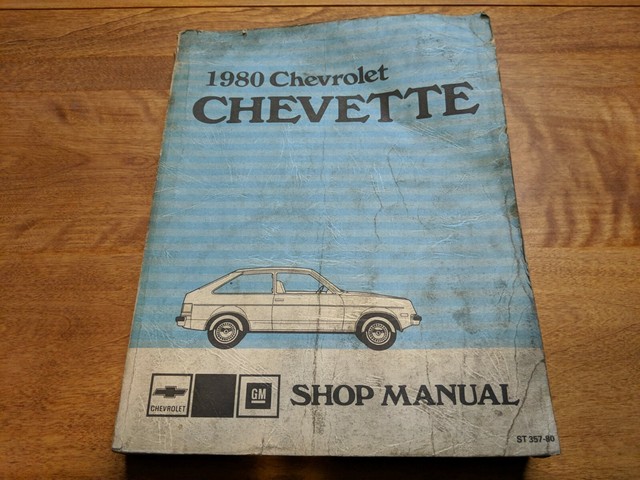 1980 Chevrolet
CHEVETTE
CHEVROLET
GM
SHOP MANUAL
ST 357-80